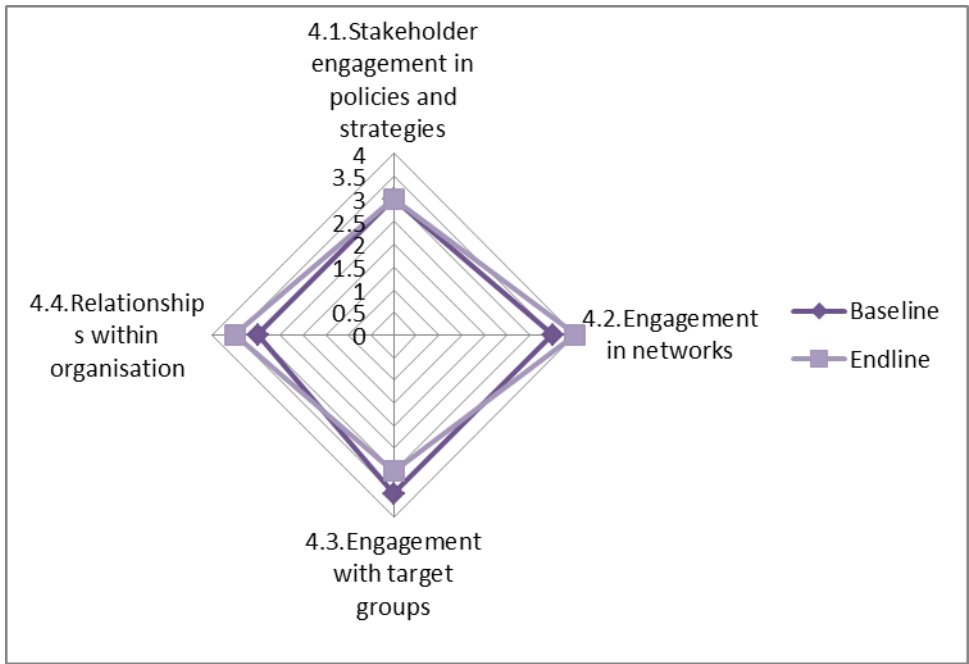 4.1.Stakeholder
engagement in
policies and
strategies
4
3.5
3
2.5
2
1.5
1
0.5
0
4.4.Relationship
s within
organisation
4.2.Engagement
in networks
Baseline
Endline
4.3.Engagement
with target
groups